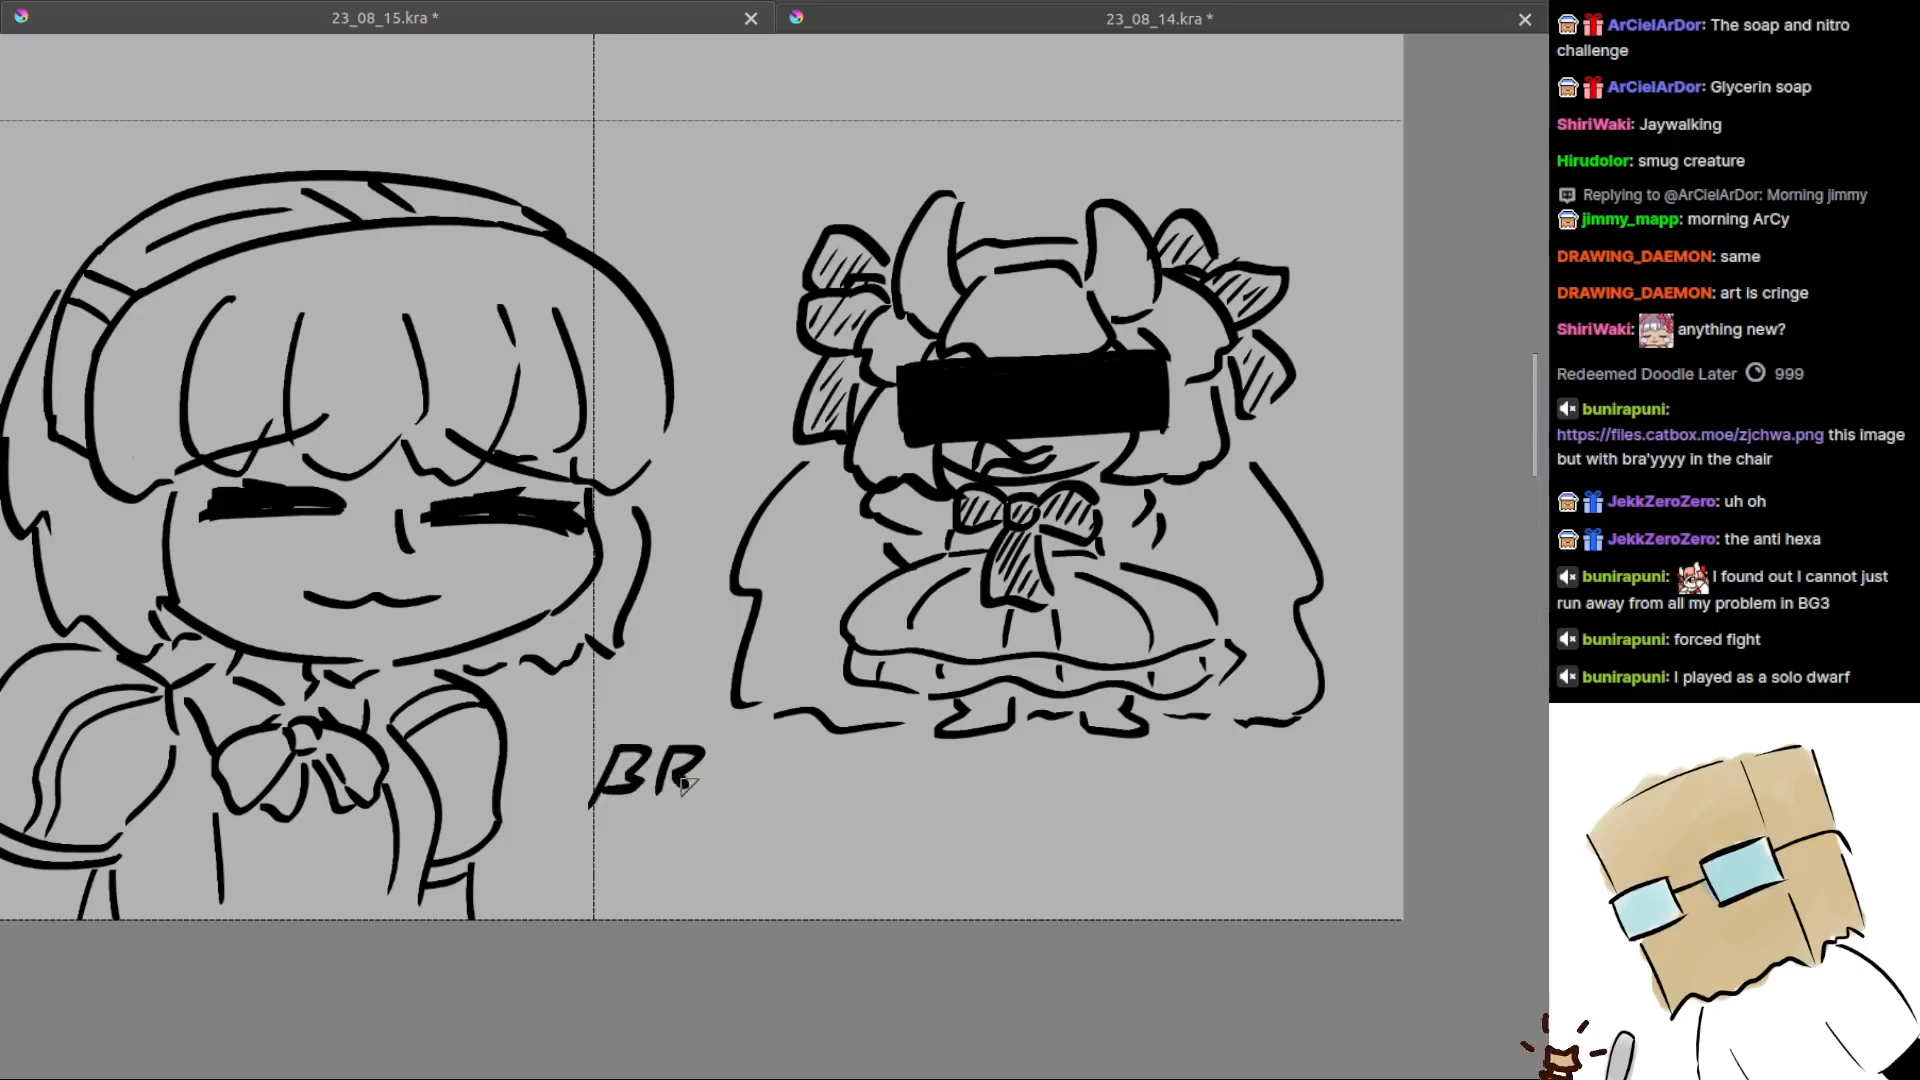 23_08_15.kra *
23_08_14.kra *
BR
ArCielArDor: The soap and nitro
challenge
ArCielArDor: Glycerin soap
ShiriWaki: Jaywalking
Hirudolor: smug creature
Replying to @ArCielArDor: Morning jimmy
jimmy_mapp: morning ArCy
DRAWING_DAEMON: same
DRAWING_DAEMON: art is cringe
ShiriWaki: anything new?
Redeemed Doodle Later 999
bunirapuni:
https://files.catbox.moe/zjchwa.png this image
but with bra'yyyy in the chair
JekkZeroZero: uh oh
JekkZeroZero: the anti hexa
bunirapuni: I found out I cannot just
run away from all my problem in BG3
bunirapuni: forced fight
bunirapuni: I played as a solo dwarf